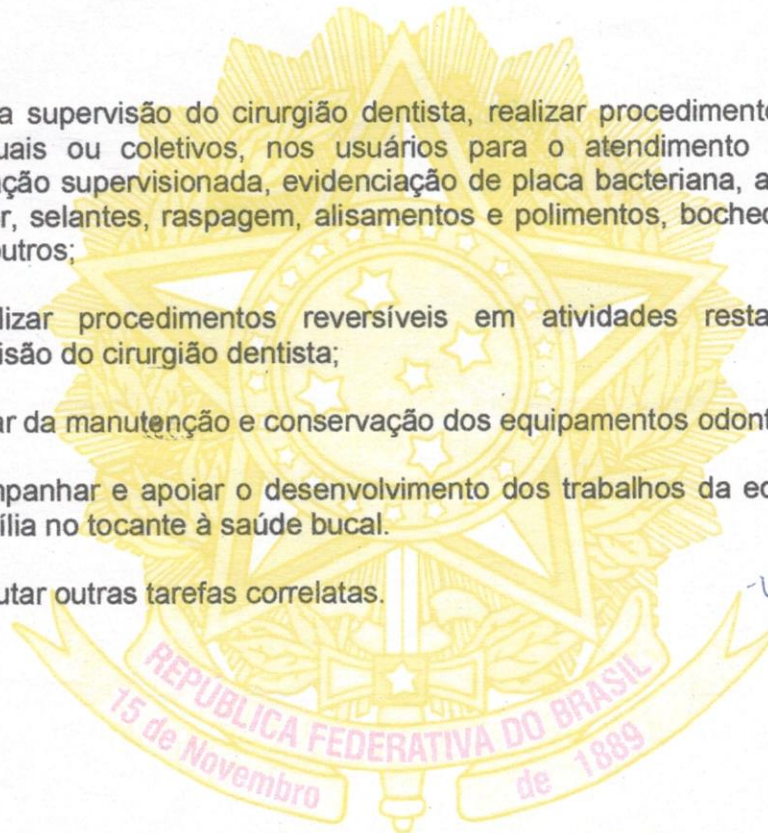 a supervisão do cirurgião dentista, realizar procediment
uais ou coletivos, nos usuários para o atendimento
ção supervisionada, evidenciação de placa bacteriana, a
r, selantes, raspagem, alisamentos e polimentos, boche
outros;
lizar procedimentos reversíveis em atividades resta
isão do cirurgião dentista;
ar da manutenção e conservação dos equipamentos odont
mpanhar e apoiar o desenvolvimento dos trabalhos da e
ília no tocante à saúde bucal.
utar outras tarefas correlatas.
REPÚBLICA FEDERATIVA DO BRASIL
15 de Novembro de 1889